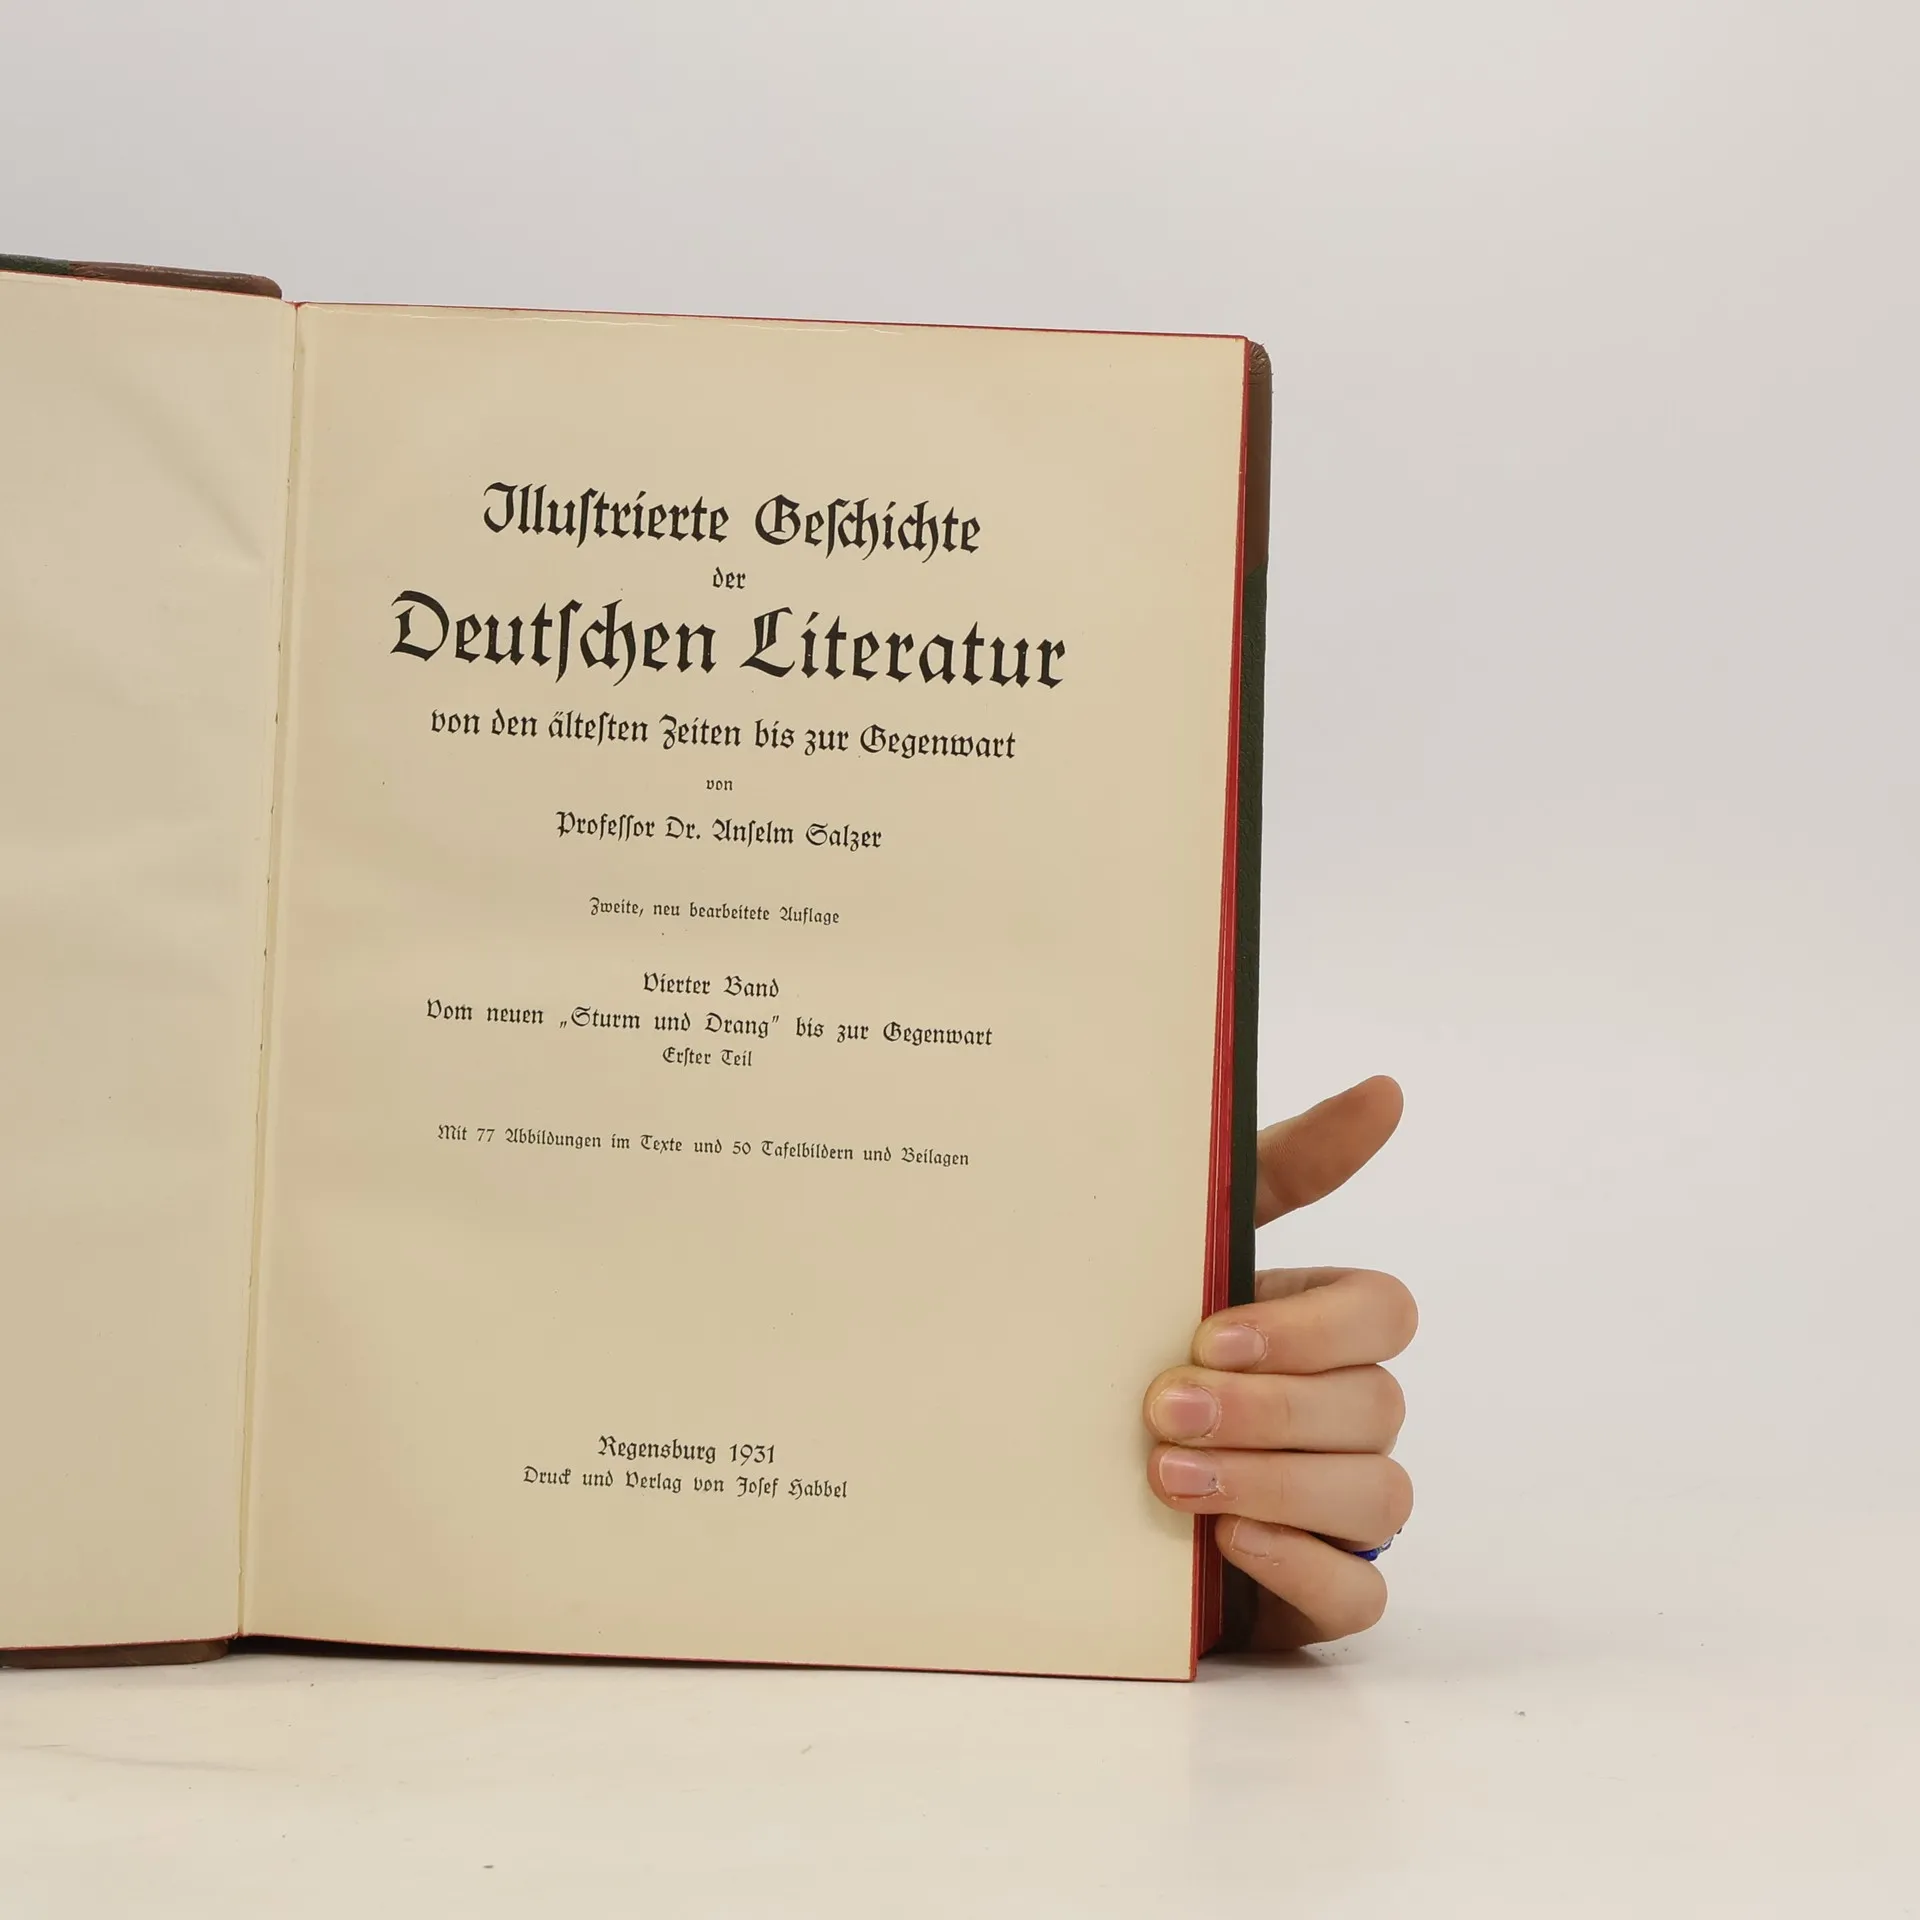 Illuſtrierte Geſchichte
der
Deutſchen Literatur
von den älteſten Zeiten bis zur Gegenwart
von
Profeſſor Dr. Anſelm Salzer
Zweite, neu bearbeitete Auflage
Vierter Band
Vom neuen „Sturm und Drang” bis zur Gegenwart
Erſter Teil
Mit 77 Abbildungen im Texte und 50 Tafelbildern und Beilagen
Regensburg 1931
Druck und Verlag von Joſef Habbel